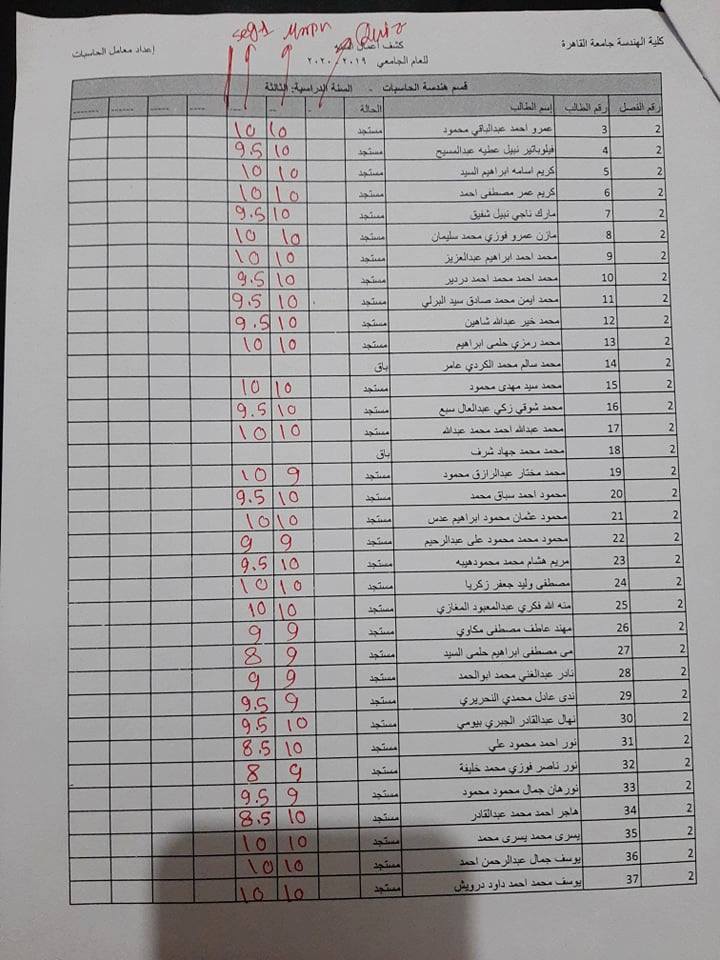 كلية الهندسة جامعة القاهرة
كشف أعمال السنة
إعداد معامل الحاسبات
للعام الجامعي ٢٠١٩ ٢٠٢٠
Quiz
قسم هندسة الحاسبات - السنة الدراسية: الثالثة
رقم الفصل رقم الطالب إسم الطالب الحالة
2 3 عمرو احمد عبدالباقي محمود مستجد 10 10
2 4 فيلوباتير نبيل عطيه عبدالمسيح مستجد 10 9.5
2 5 كريم اسامه ابراهيم السيد مستجد 10 10
2 6 كريم عمر مصطفى احمد مستجد 10 10
2 7 مارك ناجي نبيل شفيق مستجد 10 9.5
2 8 مازن عمرو فوزي محمد سليمان مستجد 10 10
2 9 محمد احمد ابراهيم عبدالعزيز مستجد 10 10
2 10 محمد احمد محمد احمد دردير مستجد 10 9.5
2 11 محمد ايمن محمد صادق سيد البرلي مستجد 10 9.5
2 12 محمد خير عبدالله شاهين مستجد 10 9.5
2 13 محمد رمزي حلمى ابراهيم مستجد 10 10
2 14 محمد سالم محمد الكردي عامر باق
2 15 محمد سيد مهدى محمود مستجد 10 10
2 16 محمد شوقي زكي عبدالعال سبع مستجد 10 9.5
2 17 محمد عبدالله احمد محمد عبدالله مستجد 10 10
2 18 محمد محمد جهاد شرف باق
2 19 محمد مختار عبدالرازق محمود مستجد 9 10
2 20 محمود احمد سباق محمد مستجد 10 9.5
2 21 محمود عثمان محمود ابراهيم عدس مستجد 10 10
2 22 محمود محمد محمود على عبدالرحيم مستجد 9 9
2 23 مريم هشام محمد محمودهيبه مستجد 10 9.5
2 24 مصطفى وليد جعفر زكريا مستجد 10 10
2 25 منه الله فكري عبدالمعبود المغازي مستجد 10 10
2 26 مهند عاطف مصطفى مكاوي مستجد 9 9
2 27 مى مصطفى ابراهيم حلمى السيد مستجد 9 8
2 28 نادر عبدالغني محمد ابوالحمد مستجد 9 9
2 29 ندى عادل محمدي النحريري مستجد 9 9.5
2 30 نهال عبدالقادر الجبري بيومي مستجد 10 9.5
2 31 نور احمد محمود علي مستجد 10 8.5
2 32 نور ناصر فوزي محمد خليفة مستجد 9 8
2 33 نورهان جمال محمود محمود مستجد 9 9.5
2 34 هاجر احمد محمد عبدالقادر مستجد 10 8.5
2 35 يسرى محمد يسرى محمد مستجد 10 10
2 36 يوسف جمال عبدالرحمن احمد مستجد 10 10
2 37 يوسف محمد احمد داود درويش مستجد 10 10